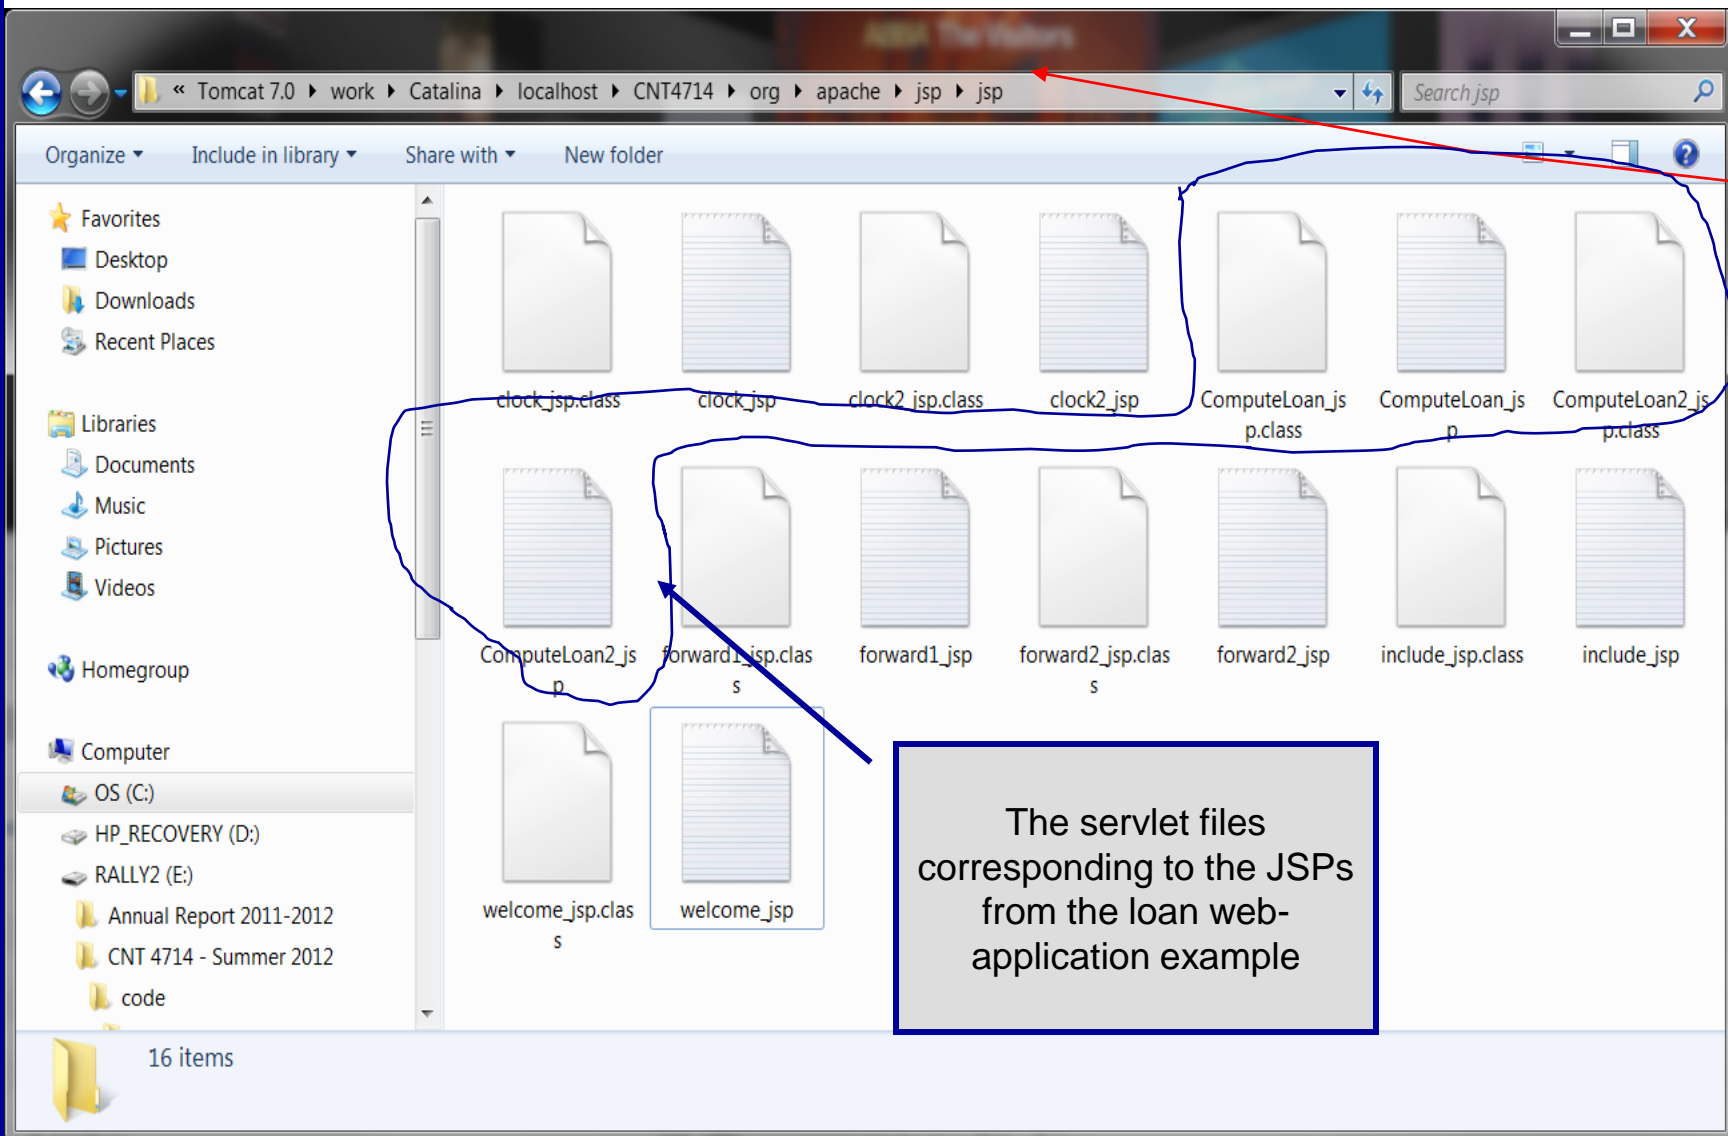 ABBA The Visitors
« Tomcat 7.0 ▸ work ▸ Catalina ▸ localhost ▸ CNT4714 ▸ org ▸ apache ▸ jsp ▸ jsp
Search jsp
Organize ▾ Include in library ▾ Share with ▾ New folder
Favorites
Desktop
Downloads
Recent Places
Libraries
Documents
Music
Pictures
Videos
Homegroup
Computer
OS (C:)
HP_RECOVERY (D:)
RALLY2 (E:)
Annual Report 2011-2012
CNT 4714 - Summer 2012
code
clock_jsp.class
clock_jsp
clock2_jsp.class
clock2_jsp
ComputeLoan_js
p.class
ComputeLoan_js
p
ComputeLoan2_js
p.class
ComputeLoan2_js
p
forward1_jsp.clas
s
forward1_jsp
forward2_jsp.clas
s
forward2_jsp
include_jsp.class
include_jsp
welcome_jsp.clas
s
welcome_jsp
The servlet files
corresponding to the JSPs
from the loan web-
application example
16 items